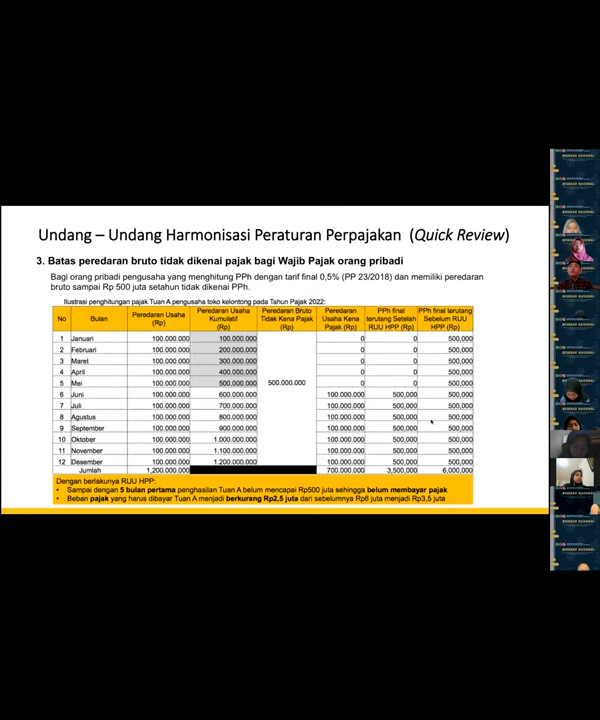 Undang – Undang Harmonisasi Peraturan Perpajakan (Quick Review)
3. Batas peredaran bruto tidak dikenai pajak bagi Wajib Pajak orang pribadi
Bagi orang pribadi pengusaha yang menghitung PPh dengan tarif final 0,5% (PP 23/2018) dan memiliki peredaran
bruto sampai Rp 500 juta setahun tidak dikenai PPh.
Ilustrasi penghitungan pajak Tuan A pengusaha toko kelontong pada Tahun Pajak 2022:
No Bulan Peredaran Usaha (Rp) Peredaran Usaha Kumulatif (Rp) Peredaran Bruto Tidak Kena Pajak (Rp) Peredaran Usaha Kena Pajak (Rp) PPh final terutang Setelah RUU HPP (Rp) PPh final terutang Sebelum RUU HPP (Rp)
1 Januari 100.000.000 100.000.000 0 0 500,000
2 Februari 100.000.000 200.000.000 0 0 500,000
3 Maret 100.000.000 300.000.000 0 0 500,000
4 April 100.000.000 400.000.000 0 0 500,000
5 Mei 100.000.000 500.000.000 500.000.000 0 0 500,000
6 Juni 100.000.000 600.000.000 100.000.000 500,000 500,000
7 Juli 100.000.000 700.000.000 100.000.000 500,000 500,000
8 Agustus 100.000.000 800.000.000 100.000.000 500,000 500,000
9 September 100.000.000 900.000.000 100.000.000 500,000 500,000
10 Oktober 100.000.000 1,000.000.000 100.000.000 500,000 500,000
11 November 100.000.000 1,100.000.000 100.000.000 500,000 500,000
12 Desember 100.000.000 1.200.000.000 100.000.000 500,000 500,000
Jumlah 1,200.000.000 700.000.000 3,500,000 6,000,000
Dengan berlakunya RUU HPP:
• Sampai dengan 5 bulan pertama penghasilan Tuan A belum mencapai Rp500 juta sehingga belum membayar pajak
• Beban pajak yang harus dibayar Tuan A menjadi berkurang Rp2,5 juta dari sebelumnya Rp6 juta menjadi Rp3,5 juta